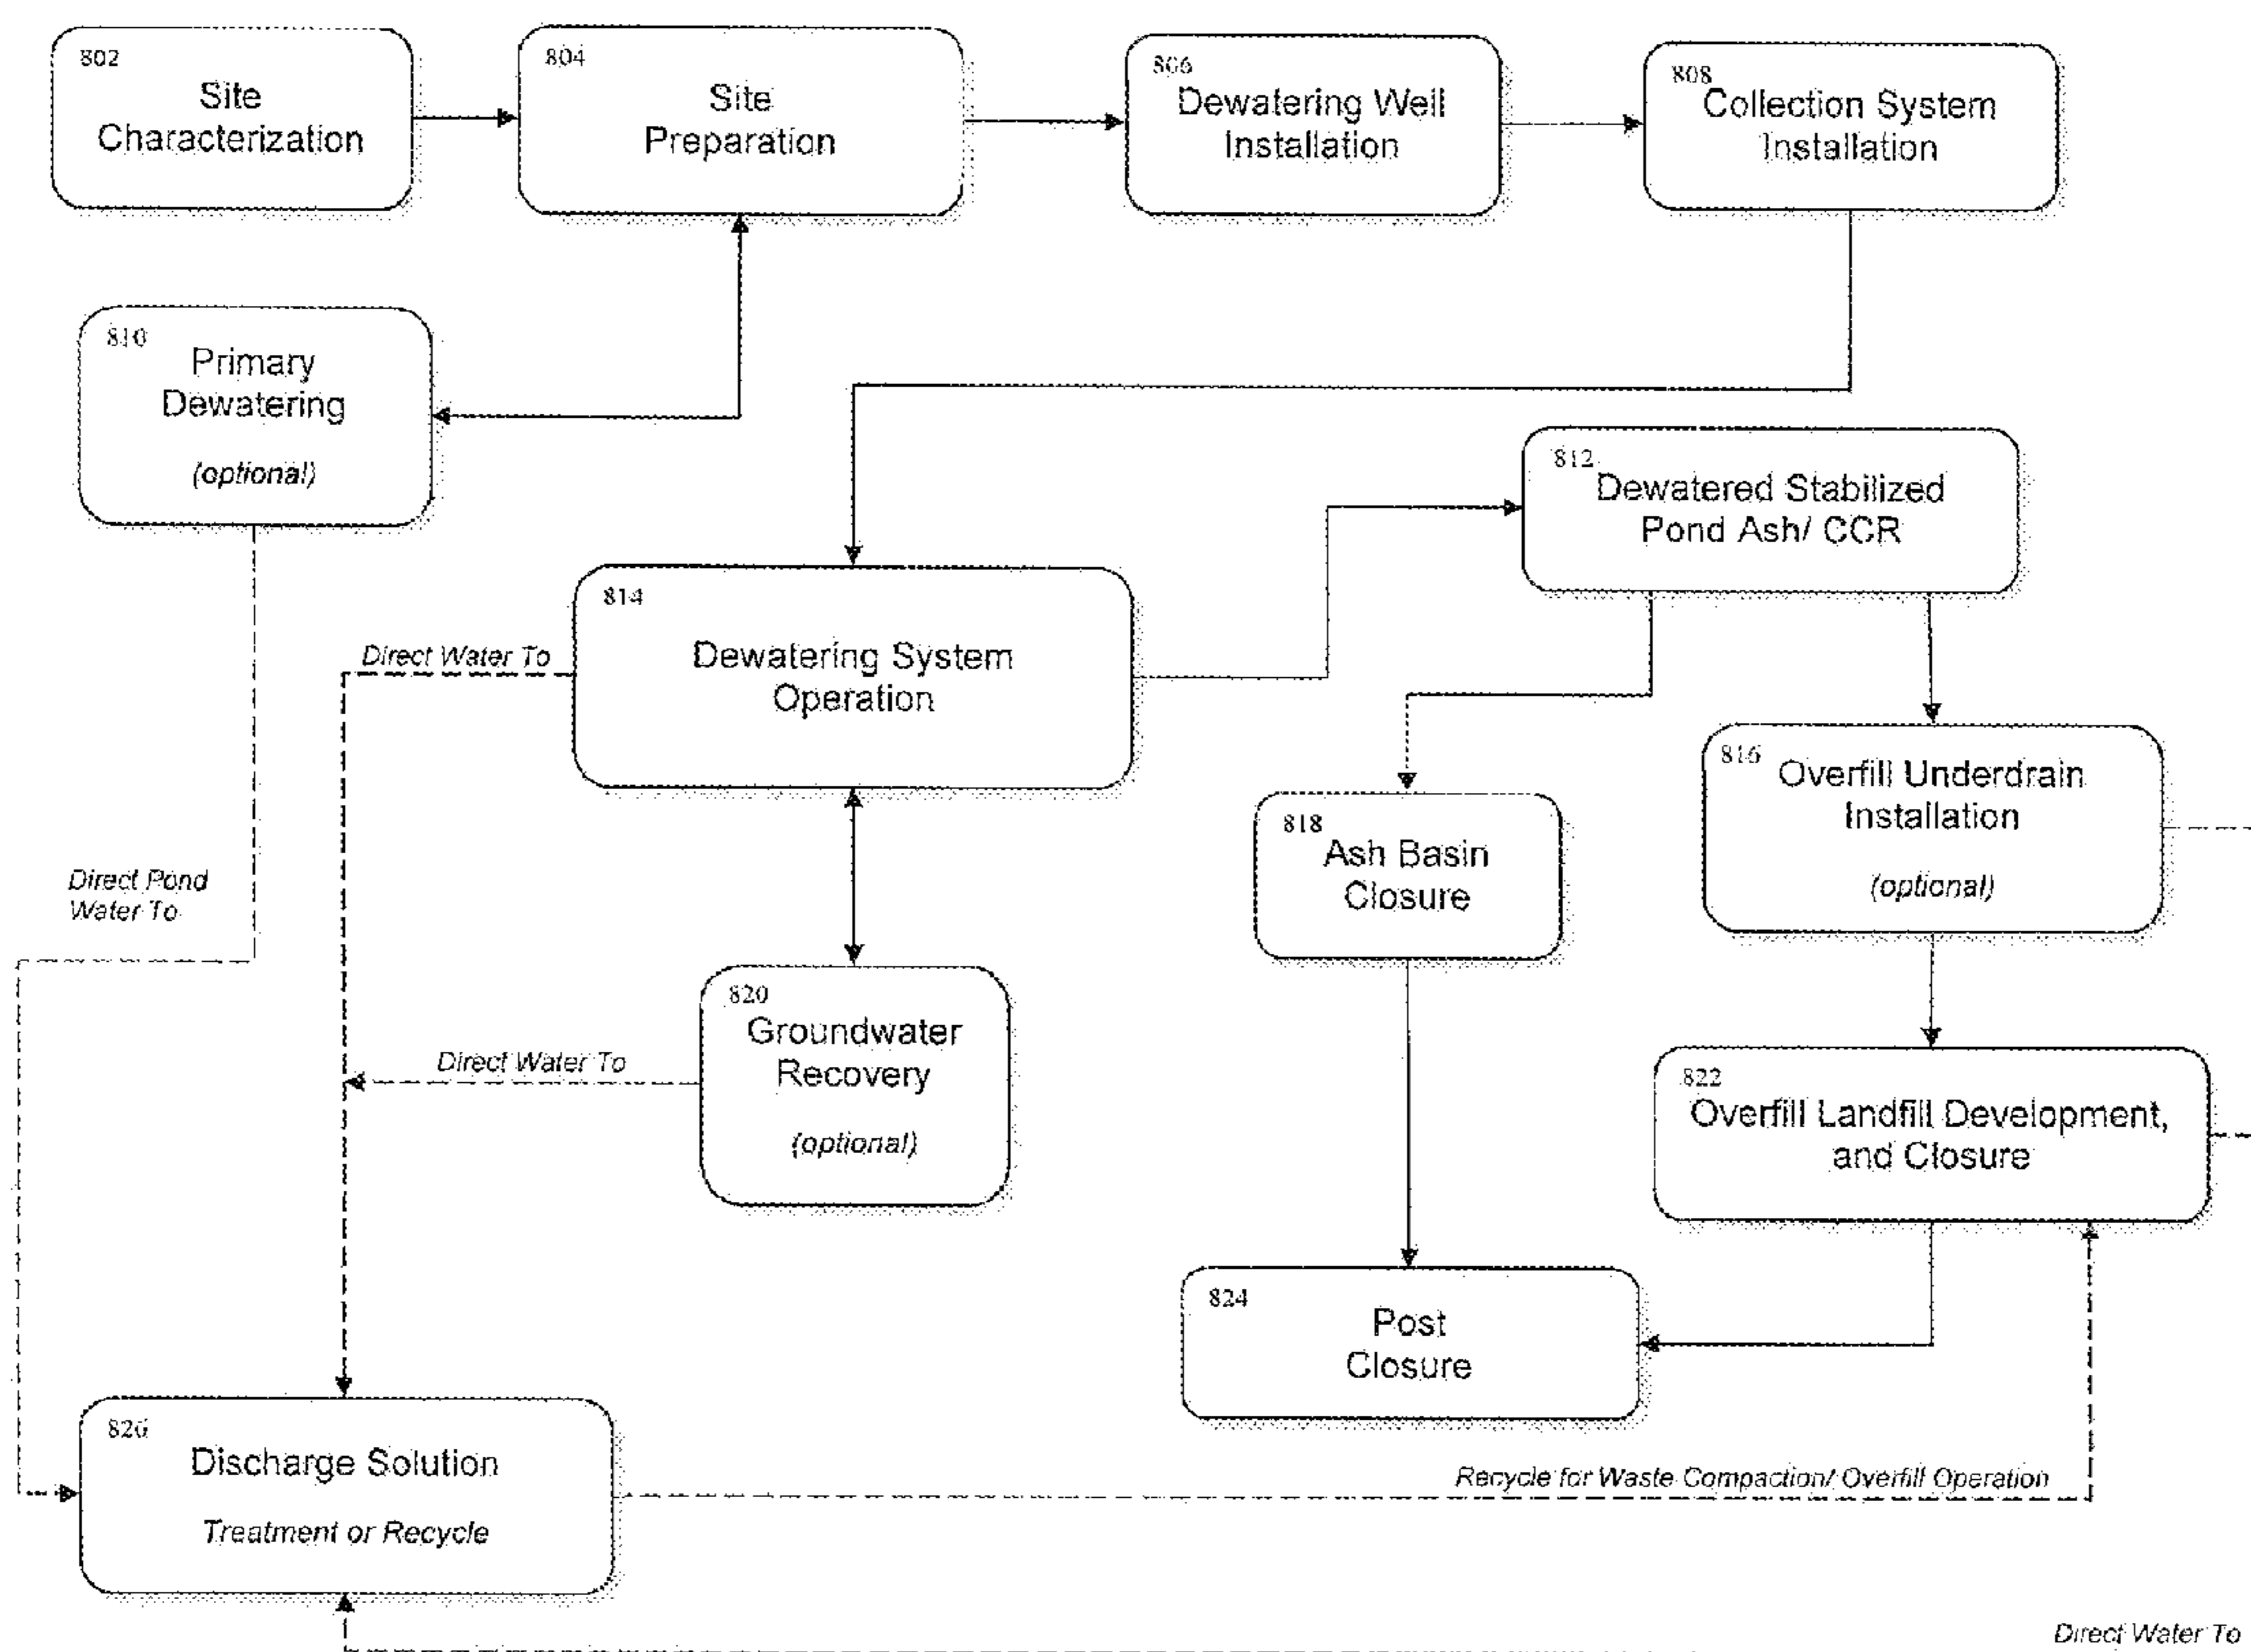 802
Site
Characterization
804
Site
Preparation
806
Dewatering Well
Installation
808
Collection System
Installation
810
Primary
Dewatering
(optional)
812
Dewatered Stabilized
Pond Ash/ CCR
814
Dewatering System
Operation
Direct Water To
816
Overfill Underdrain
Installation
(optional)
818
Ash Basin
Closure
Direct Pond
Water To
820
Groundwater
Recovery
(optional)
Direct Water To
822
Overfill Landfill Development,
and Closure
824
Post
Closure
826
Discharge Solution
Treatment or Recycle
Recycle for Waste Compaction/ Overfill Operation
Direct Water To